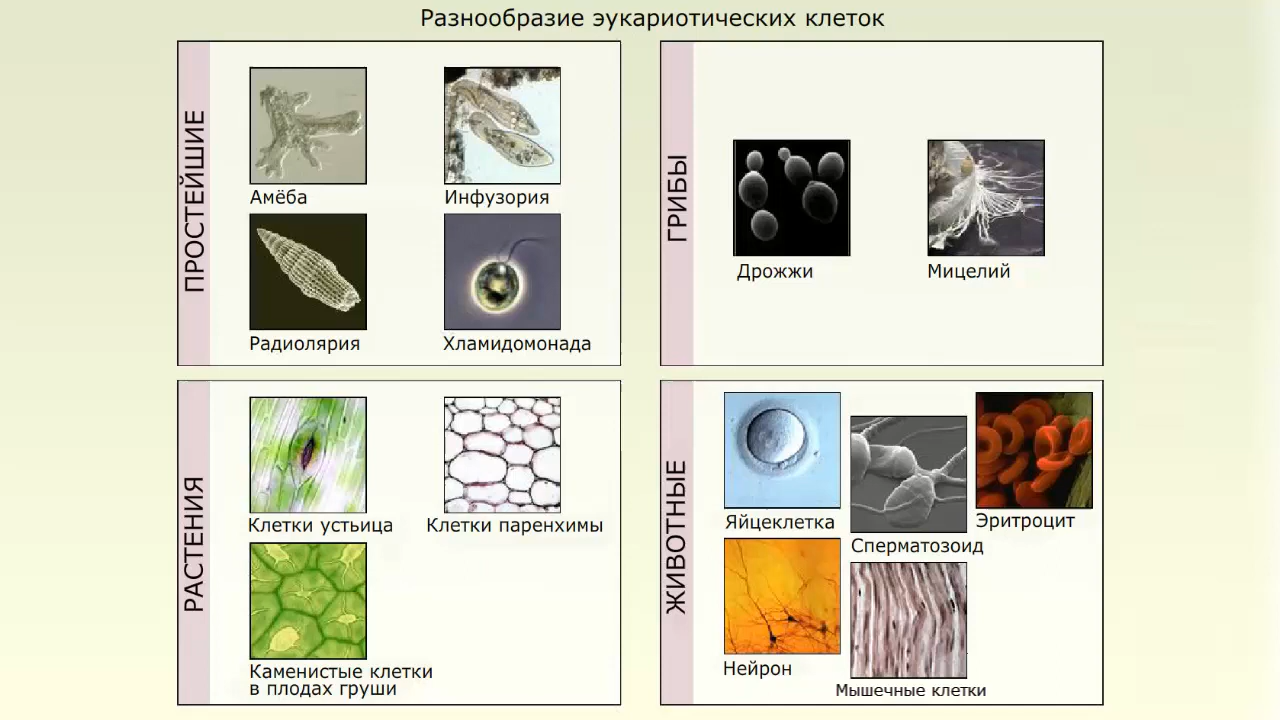 Разнообразие эукариотических клеток
ПРОСТЕЙШИЕ
Амёба
Инфузория
Радиолярия
Хламидомонада
ГРИБЫ
Дрожжи
Мицелий
РАСТЕНИЯ
Клетки устьица
Клетки паренхимы
Каменистые клетки
в плодах груши
ЖИВОТНЫЕ
Яйцеклетка
Сперматозоид
Эритроцит
Нейрон
Мышечные клетки